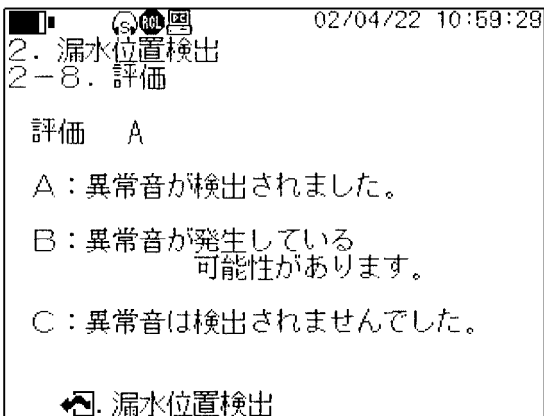 RCL 02/04/22 10:59:29
2. 漏水位置検出
2-8. 評価
評価 A
A:異常音が検出されました。
B:異常音が発生している
可能性があります。
C:異常音は検出されませんでした。
. 漏水位置検出